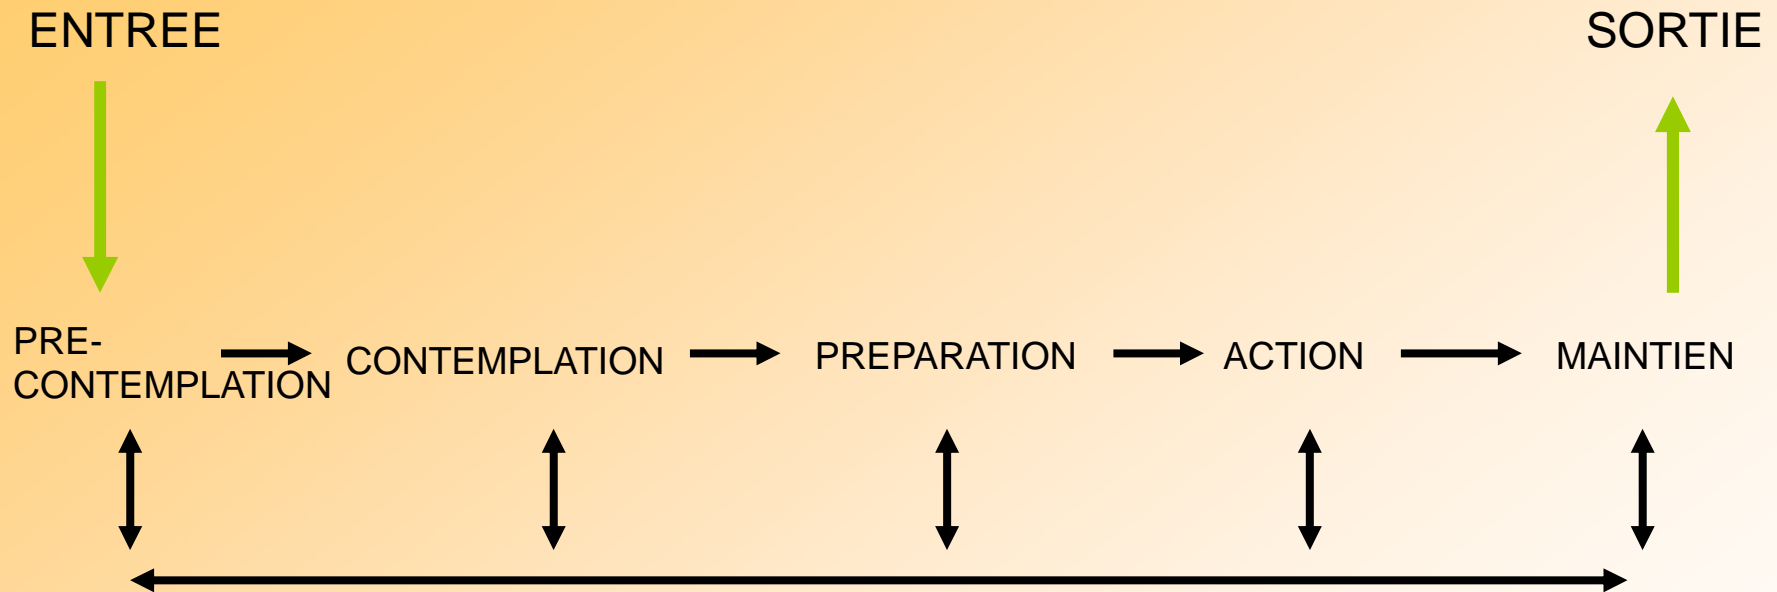 ENTREE
SORTIE
PRE-
CONTEMPLATION
CONTEMPLATION
PREPARATION
ACTION
MAINTIEN